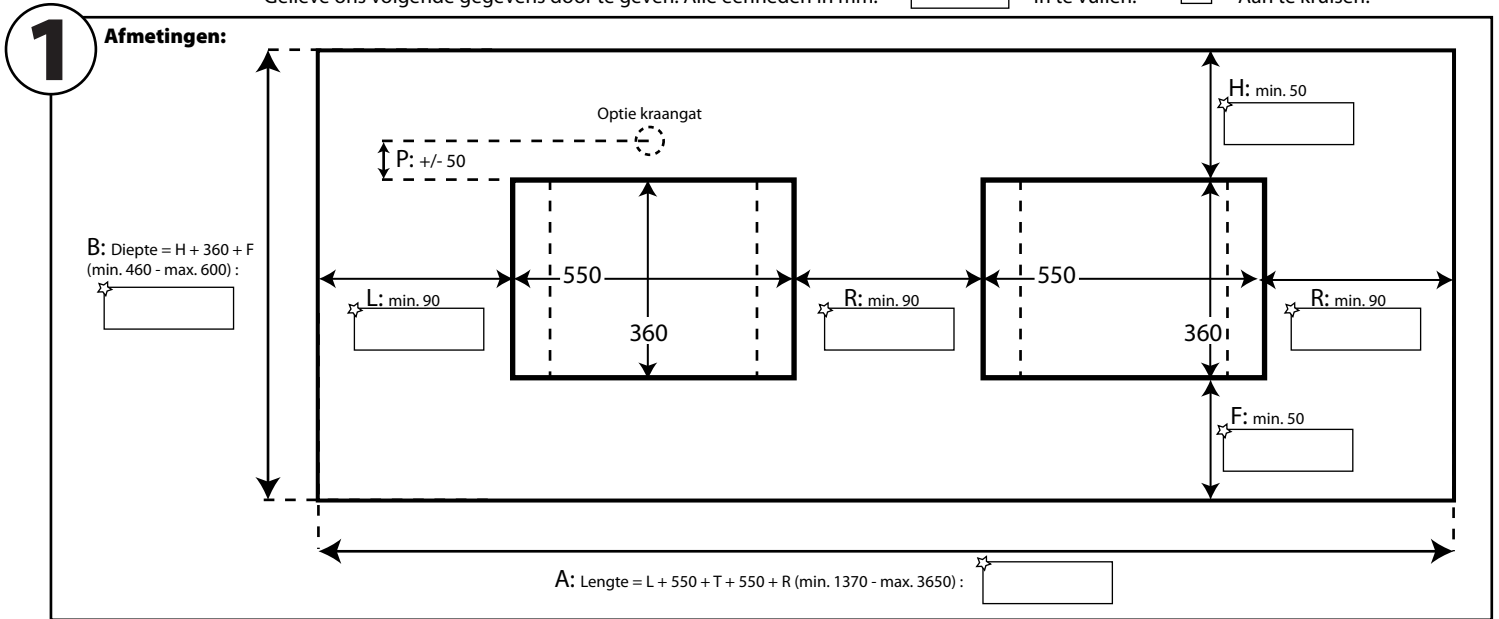 Gelieve ons volgende gegevens door te geven. Alle eenheden in mm. In te vullen. Aan te kruisen.
1 Afmetingen:
H: min. 50
Optie kraangat
P: +/- 50
B: Diepte = H + 360 + F
(min. 460 - max. 600) :
550
550
L: min. 90
R: min. 90
R: min. 90
360
360
F: min. 50
A: Lengte = L + 550 + T + 550 + R (min. 1370 - max. 3650) :